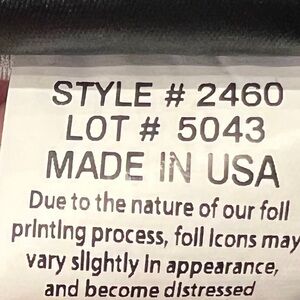 STYLE # 2460
LOT # 5043
MADE IN USA
Due to the nature of our foil
printing process, foil icons may
vary slightly in appearance,
and become distressed